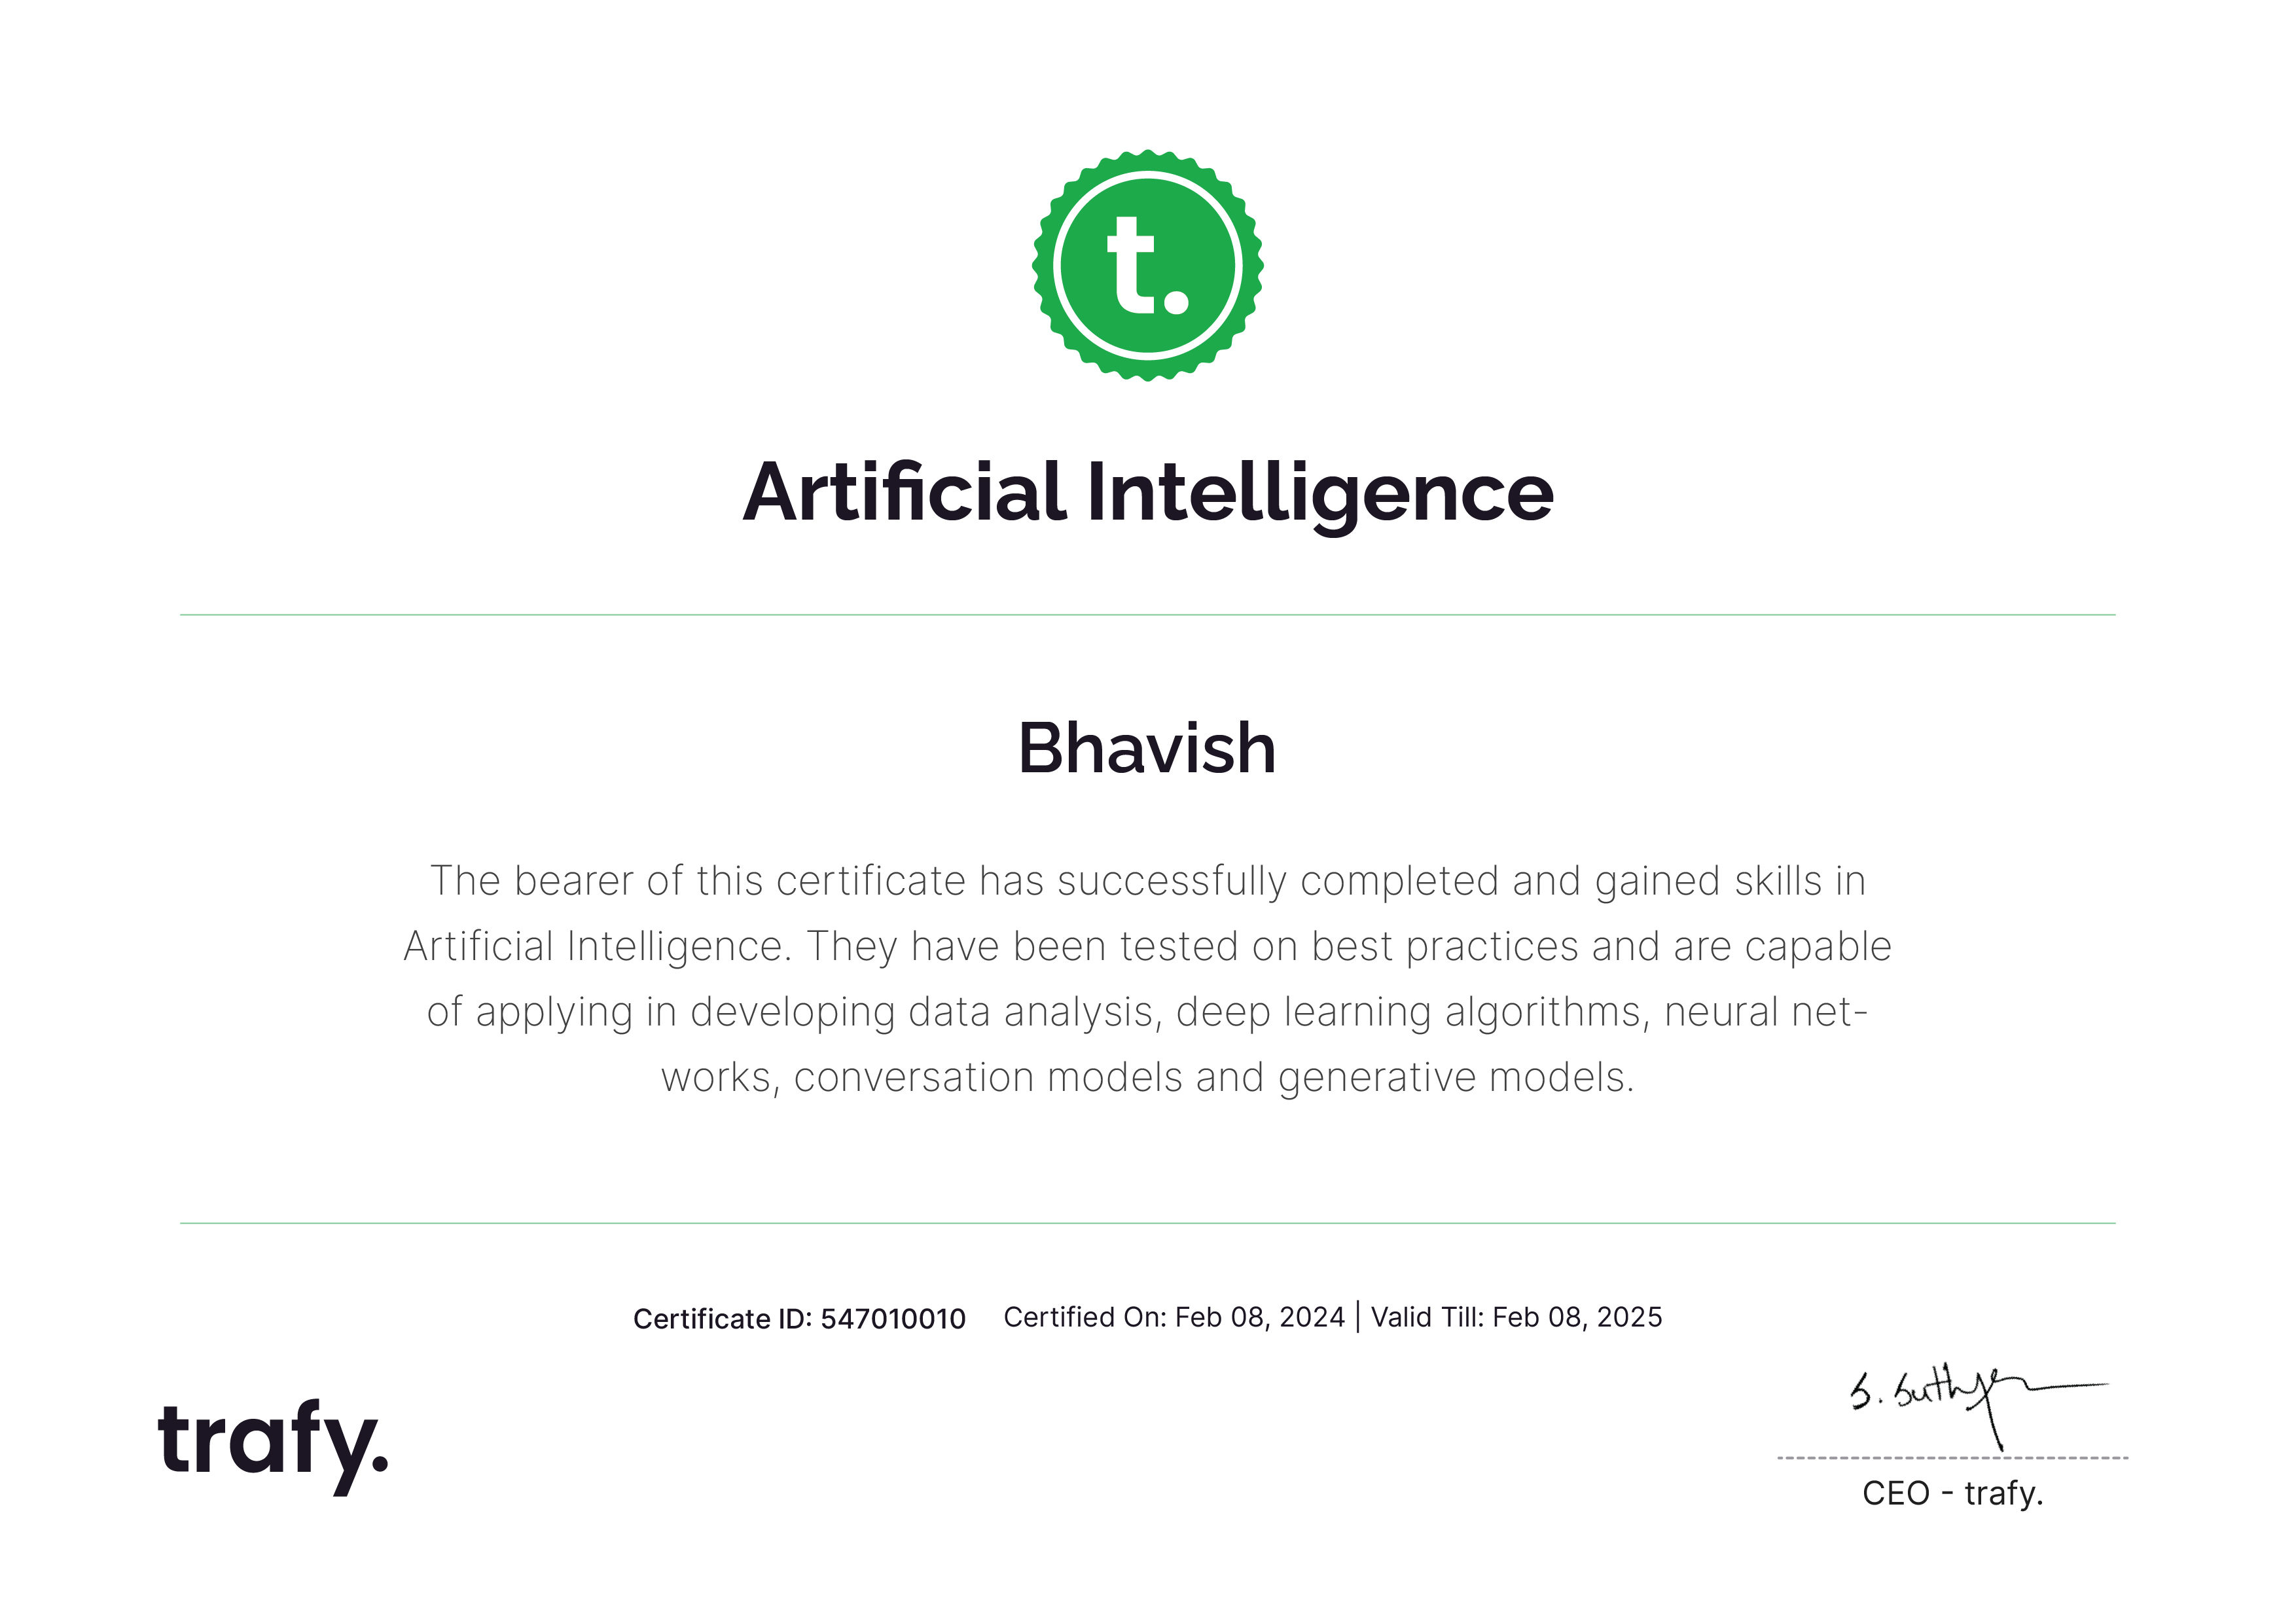 t.
Artificial Intelligence
Bhavish
The bearer of this certificate has successfully completed and gained skills in
Artificial Intelligence. They have been tested on best practices and are capable
of applying in developing data analysis, deep learning algorithms, neural net-
works, conversation models and generative models.
Certificate ID: 547010010 Certified On: Feb 08, 2024 | Valid Till: Feb 08, 2025
trafy.
S.
CEO - trafy.